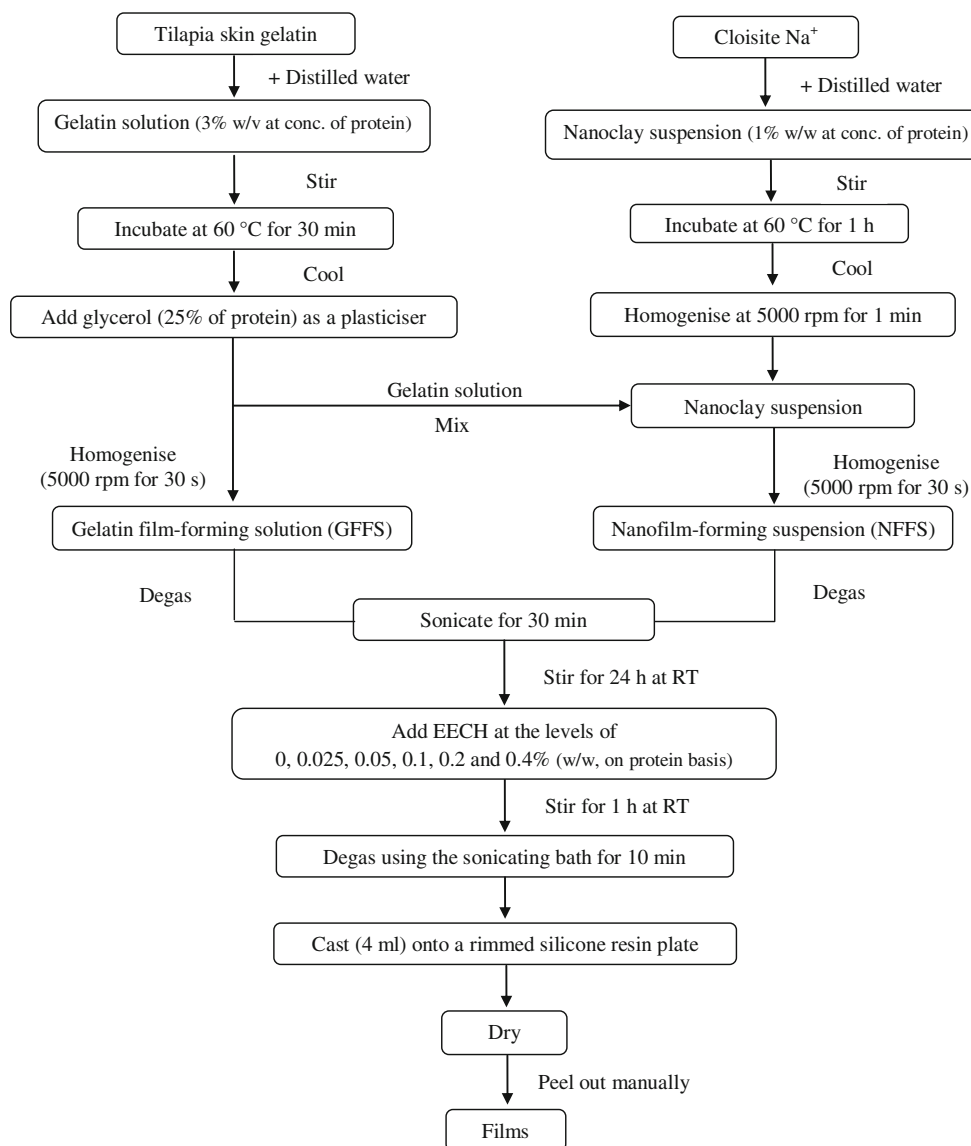 Tilapia skin gelatin
Cloisite Na+
+ Distilled water
+ Distilled water
Gelatin solution (3% w/v at conc. of protein)
Nanoclay suspension (1% w/w at conc. of protein)
Stir
Stir
Incubate at 60 °C for 30 min
Incubate at 60 °C for 1 h
Cool
Cool
Add glycerol (25% of protein) as a plasticiser
Homogenise at 5000 rpm for 1 min
Gelatin solution
Mix
Nanoclay suspension
Homogenise
(5000 rpm for 30 s)
Homogenise
(5000 rpm for 30 s)
Gelatin film-forming solution (GFFS)
Nanofilm-forming suspension (NFFS)
Degas
Degas
Sonicate for 30 min
Stir for 24 h at RT
Add EECH at the levels of
0, 0.025, 0.05, 0.1, 0.2 and 0.4% (w/w, on protein basis)
Stir for 1 h at RT
Degas using the sonicating bath for 10 min
Cast (4 ml) onto a rimmed silicone resin plate
Dry
Peel out manually
Films